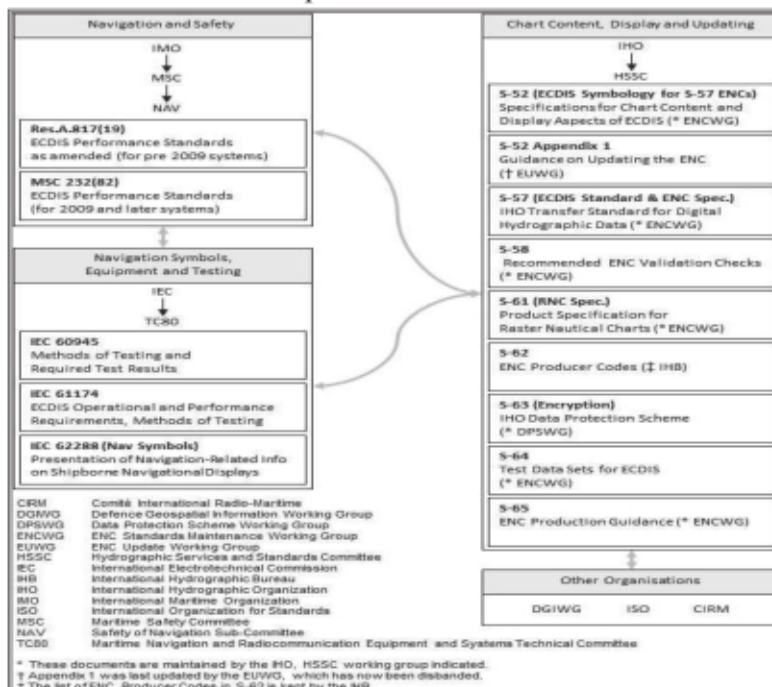 Navigation and Safety
IMO
MSC
NAV
Res.A.817(19)
ECDIS Performance Standards
as amended (for pre 2009 systems)
MSC 232(82)
ECDIS Performance Standards
(for 2009 and later systems)
Navigation Symbols,
Equipment and Testing
IEC
TC80
IEC 60945
Methods of Testing and
Required Test Results
IEC 61174
ECDIS Operational and Performance
Requirements, Methods of Testing
IEC 62288 (Nav Symbols)
Presentation of Navigation-Related Info
on Shipborne Navigational Displays
Chart Content, Display and Updating
IHO
HSSC
S-52 (ECDIS Symbology for S-57 ENCs)
Specifications for Chart Content and
Display Aspects of ECDIS (* ENCWG)
S-52 Appendix 1
Guidance on Updating the ENC
(† EUWG)
S-57 (ECDIS Standard & ENC Spec.)
IHO Transfer Standard for Digital
Hydrographic Data (* ENCWG)
S-58
Recommended ENC Validation Checks
(* ENCWG)
S-61 (RNC Spec.)
Product Specification for
Raster Nautical Charts (* ENCWG)
S-62
ENC Producer Codes (‡ IHB)
S-63 (Encryption)
IHO Data Protection Scheme
(* DPSWG)
S-64
Test Data Sets for ECDIS
(* ENCWG)
S-65
ENC Production Guidance (* ENCWG)
Other Organisations
DGIWG ISO CIRM
CIRM Comité International Radio-Maritime
DGIWG Defence Geospatial Information Working Group
DPSWG Data Protection Scheme Working Group
ENCWG ENC Standards Maintenance Working Group
EUWG ENC Update Working Group
HSSC Hydrographic Services and Standards Committee
IEC International Electrotechnical Commission
IHB International Hydrographic Bureau
IHO International Hydrographic Organization
IMO International Maritime Organization
ISO International Organization for Standards
MSC Maritime Safety Committee
NAV Safety of Navigation Sub-Committee
TC80 Maritime Navigation and Radiocommunication Equipment and Systems Technical Committee
* These documents are maintained by the IHO, HSSC working group indicated.
† Appendix 1 was last updated by the EUWG, which has now been disbanded.
‡ The list of ENC Producer Codes in S-62 is kept by the IHB